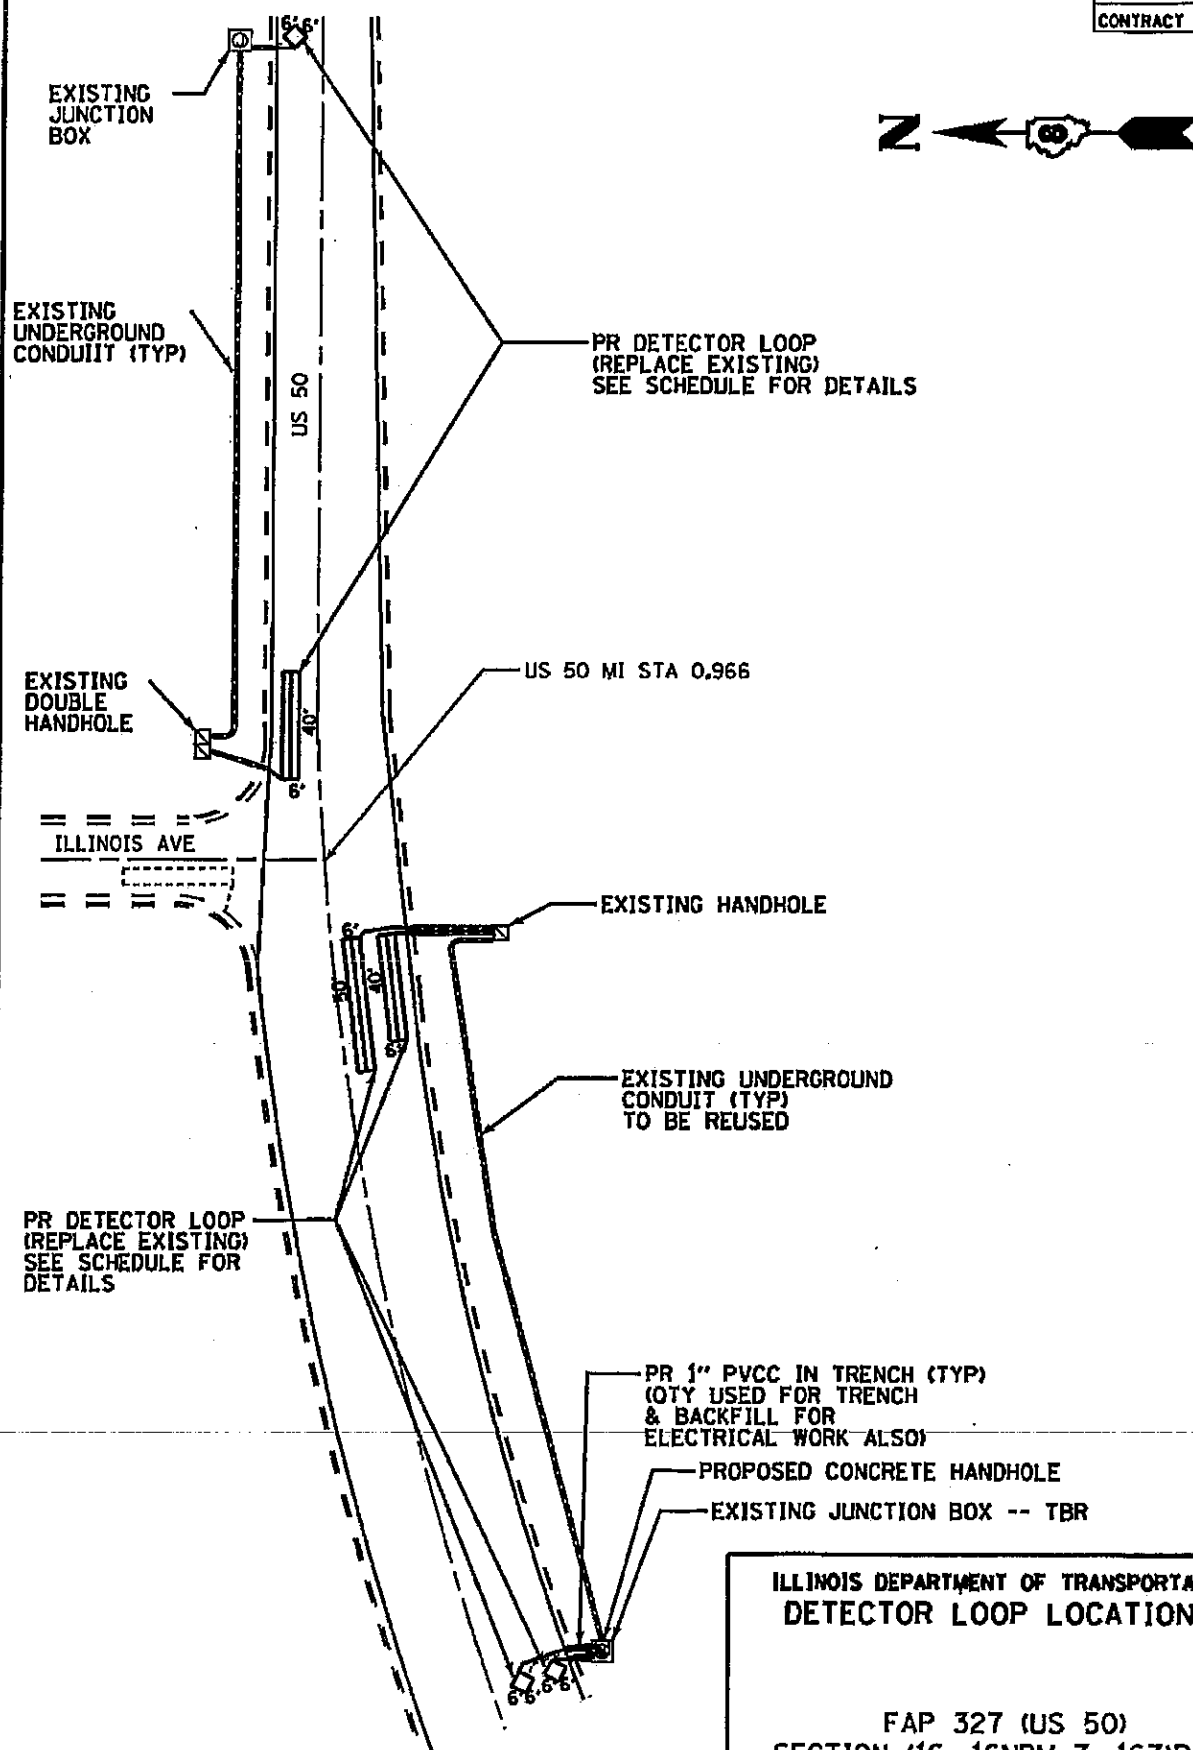 CONTRACT
6' 6'
EXISTING
JUNCTION
BOX
N
EXISTING
UNDERGROUND
CONDUIIT (TYP)
PR DETECTOR LOOP
(REPLACE EXISTING)
SEE SCHEDULE FOR DETAILS
US 50
US 50 MI STA 0.966
EXISTING
DOUBLE
HANDHOLE
40'
6'
ILLINOIS AVE
EXISTING HANDHOLE
6'
50'
40'
6'
EXISTING UNDERGROUND
CONDUIT (TYP)
TO BE REUSED
PR DETECTOR LOOP
(REPLACE EXISTING)
SEE SCHEDULE FOR
DETAILS
PR 1" PVCC IN TRENCH (TYP)
(QTY USED FOR TRENCH
& BACKFILL FOR
ELECTRICAL WORK ALSO)
PROPOSED CONCRETE HANDHOLE
EXISTING JUNCTION BOX -- TBR
6'6' 6'6'
ILLINOIS DEPARTMENT OF TRANSPORTA
DETECTOR LOOP LOCATION
FAP 327 (US 50)